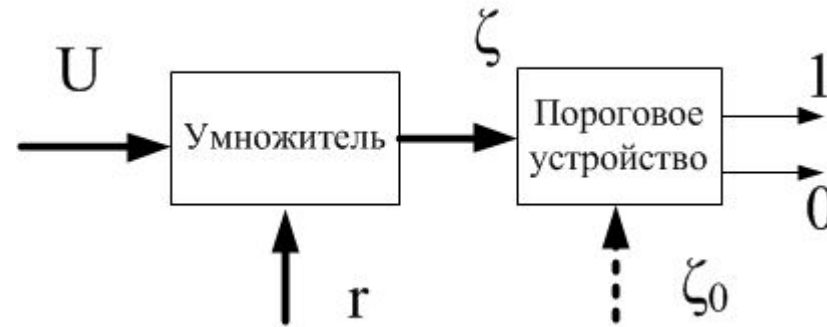 U
Умножитель
ζ
Пороговое
устройство
1
0
r
ζ₀